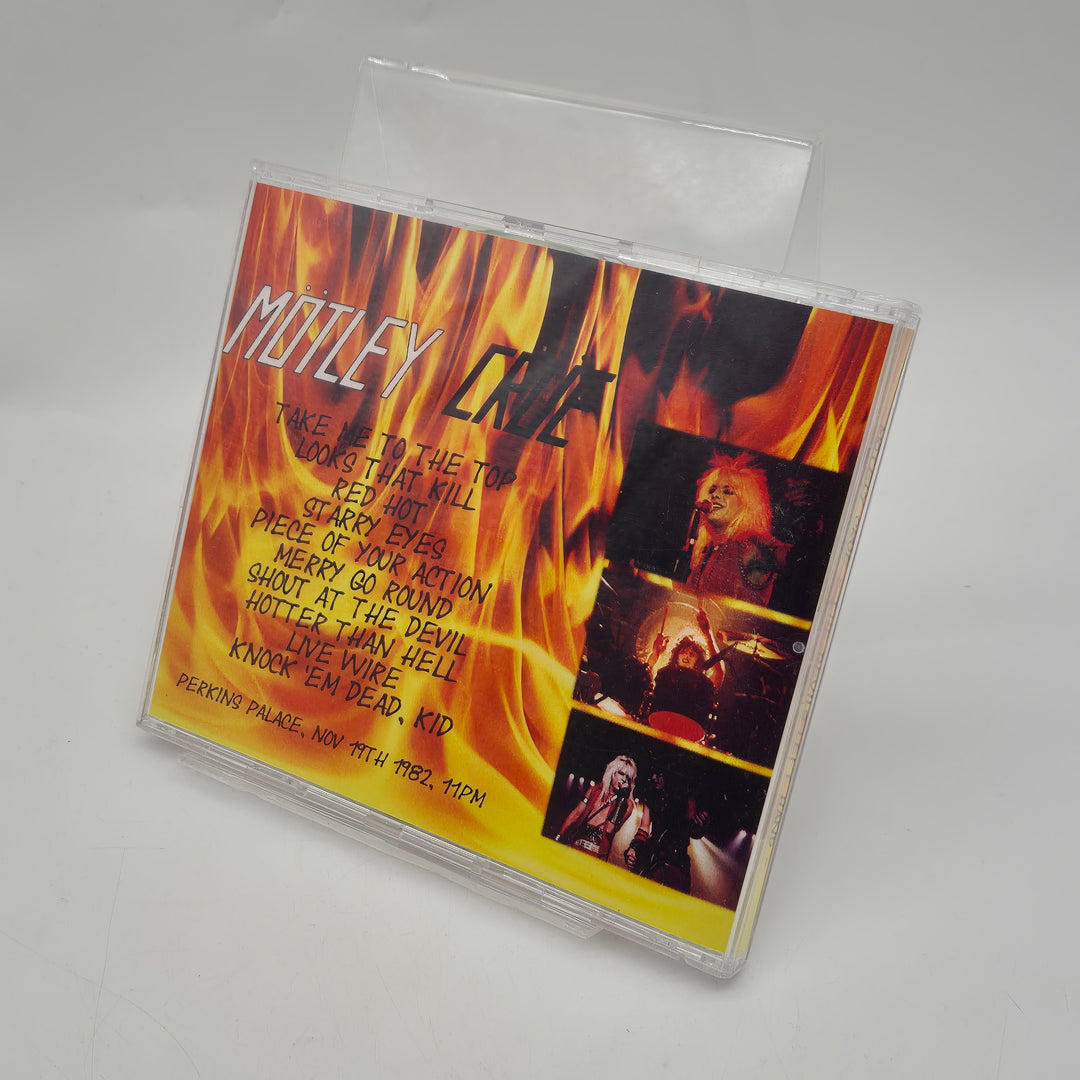 MÖTLEY CRÜE
TAKE ME TO THE TOP
LOOKS THAT KILL
RED HOT
STARRY EYES
PIECE OF YOUR ACTION
MERRY GO ROUND
SHOUT AT THE DEVIL
HOTTER THAN HELL
LIVE WIRE
KNOCK 'EM DEAD, KID
PERKINS PALACE, NOV 19TH 1982, 11PM